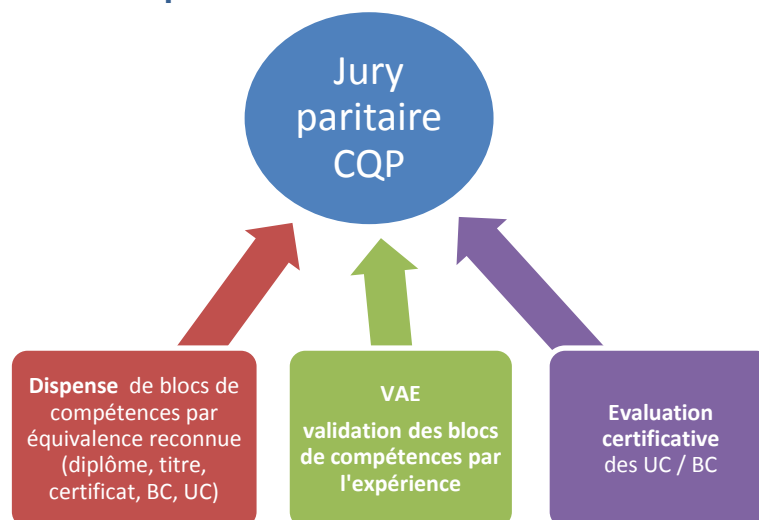 Jury
paritaire
CQP
Dispense de blocs de
compétences par
équivalence reconnue
(diplôme, titre,
certificat, BC, UC)
VAE
validation des blocs
de compétences par
l'expérience
Evaluation
certificative
des UC / BC